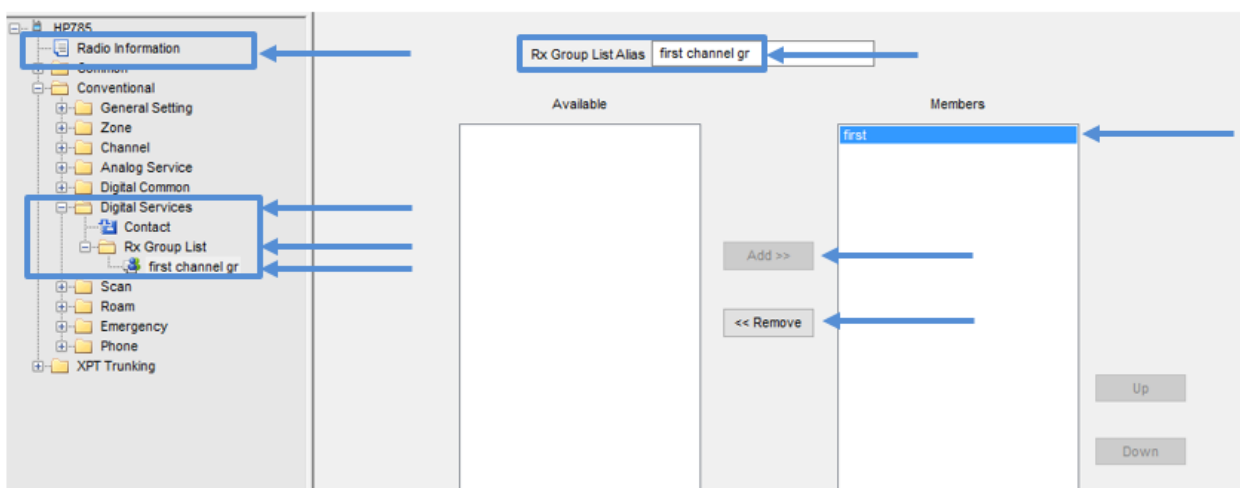 HP785
Radio Information
Common
Conventional
General Setting
Zone
Channel
Analog Service
Digital Common
Digital Services
Contact
Rx Group List
first channel gr
Scan
Roam
Emergency
Phone
XPT Trunking
Rx Group List Alias first channel gr
Available Members
first
Add >>
<< Remove
Up
Down